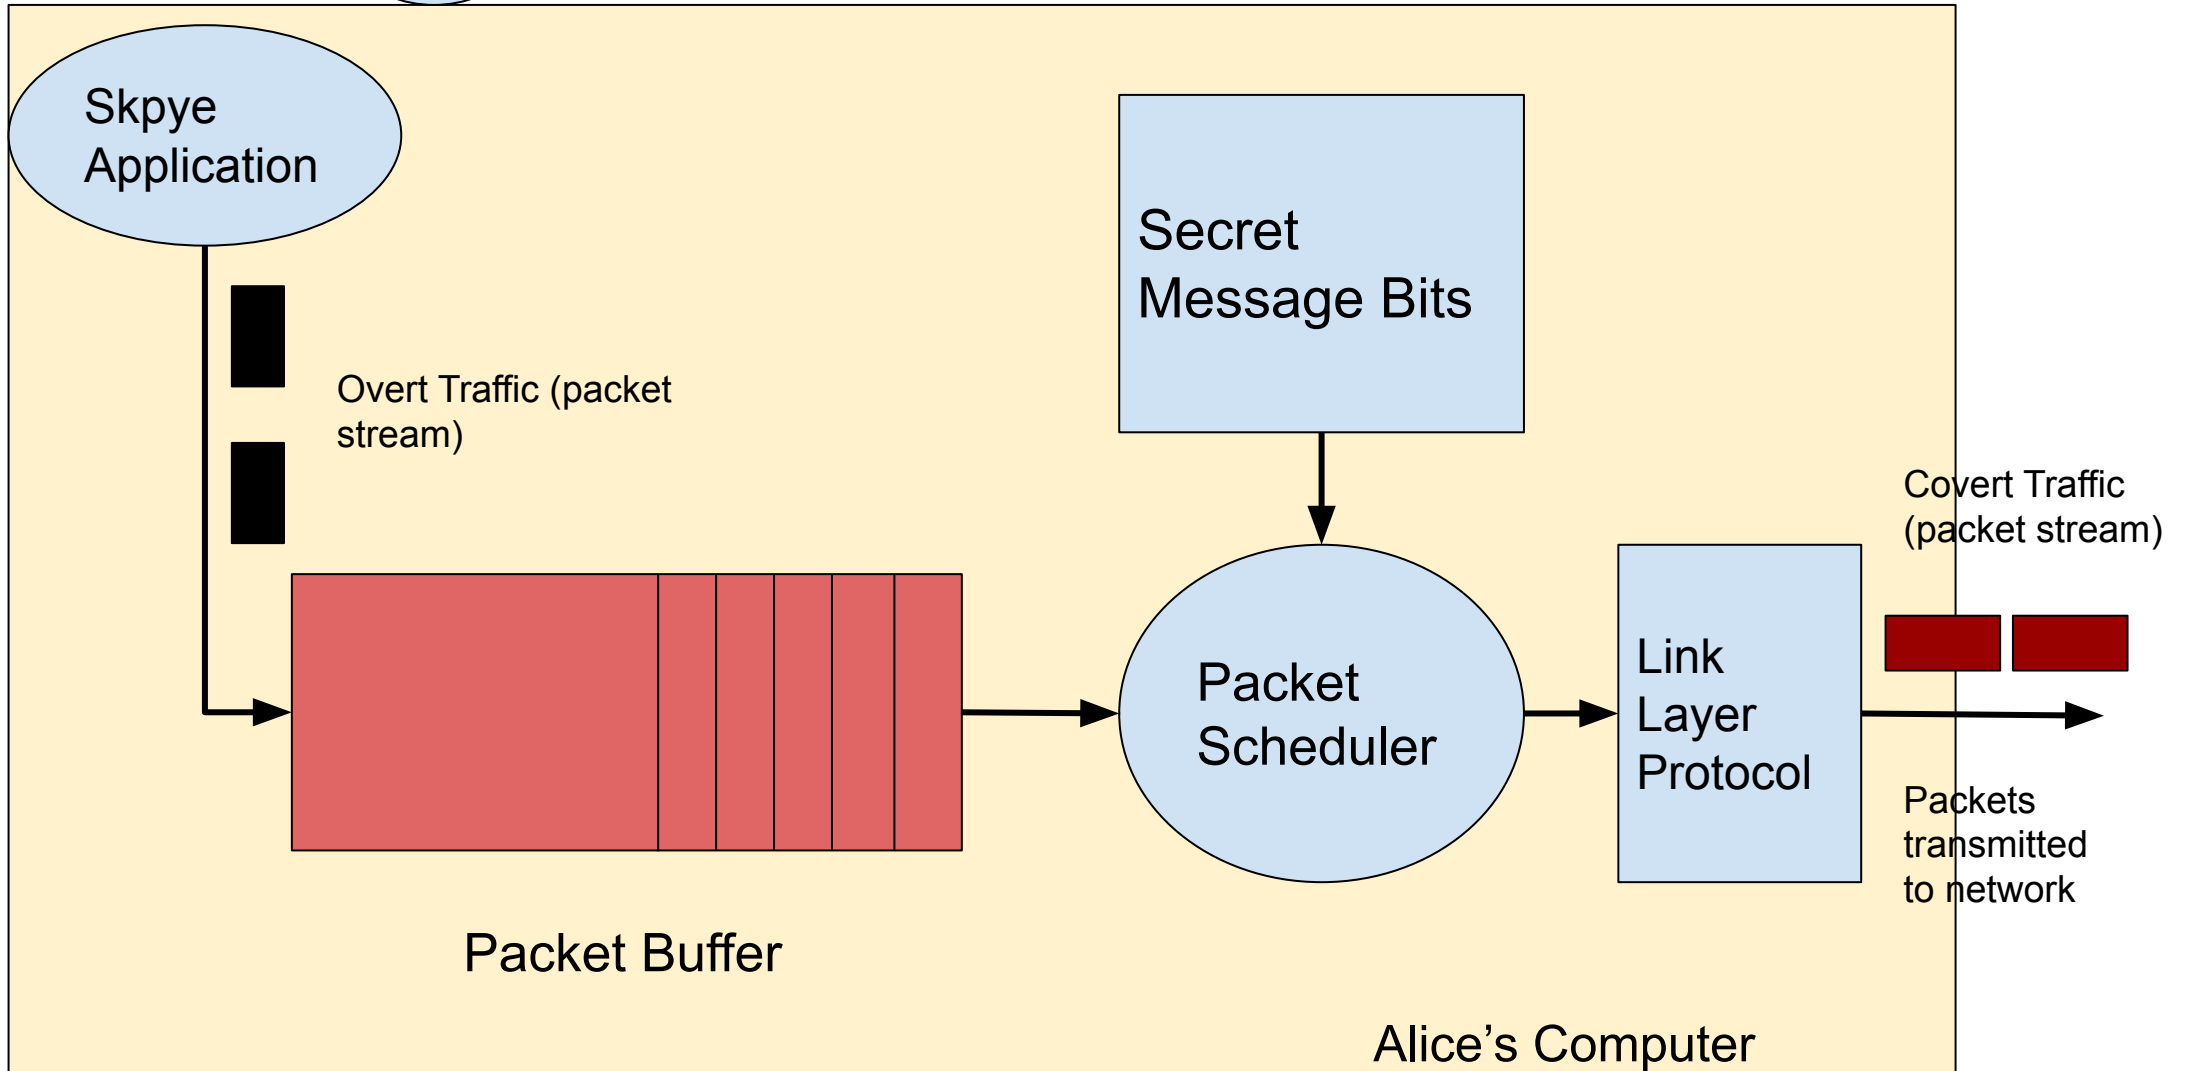 Skpye
Application
Secret
Message Bits
Overt Traffic (packet
stream)
Covert Traffic
(packet stream)
Packet
Scheduler
Link
Layer
Protocol
Packets
transmitted
to network
Packet Buffer
Alice’s Computer